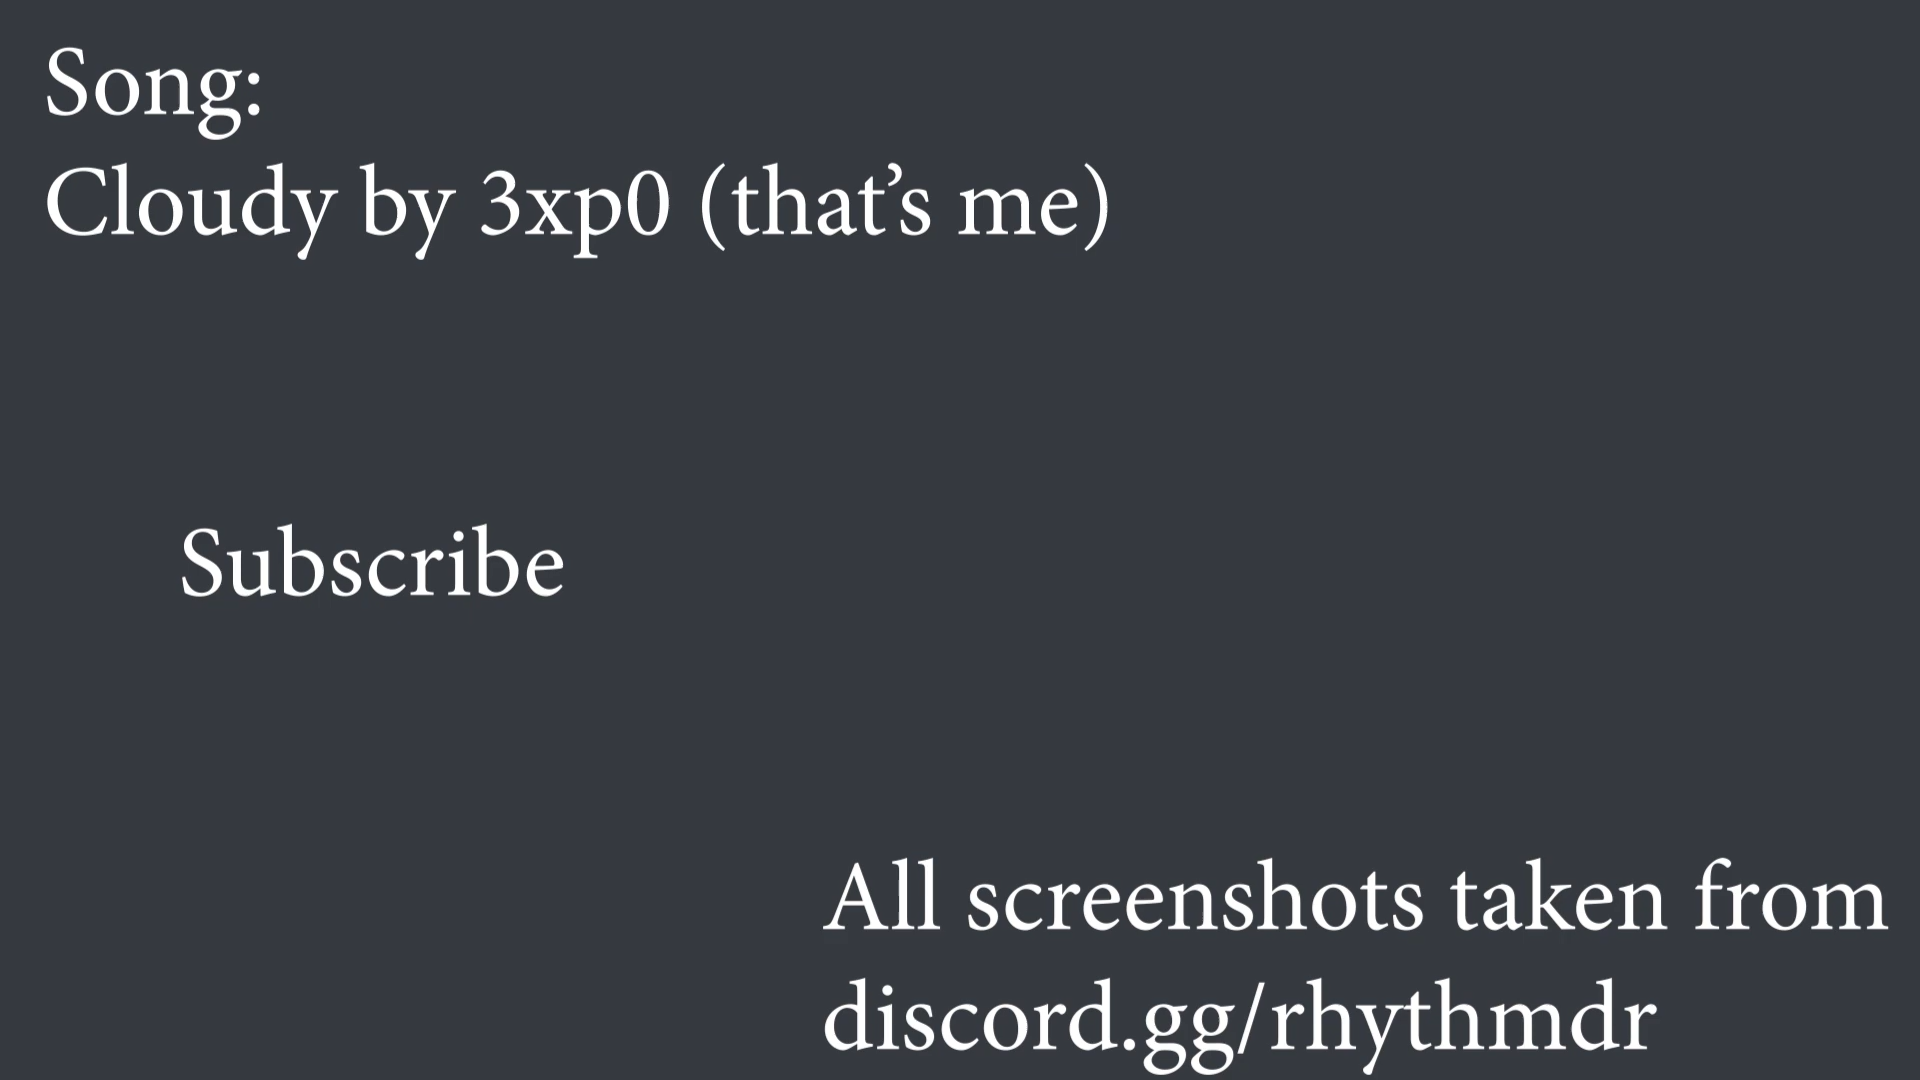 Song:
Cloudy by 3xp0 (that’s me)
Subscribe
All screenshots taken from
discord.gg/rhythmdr